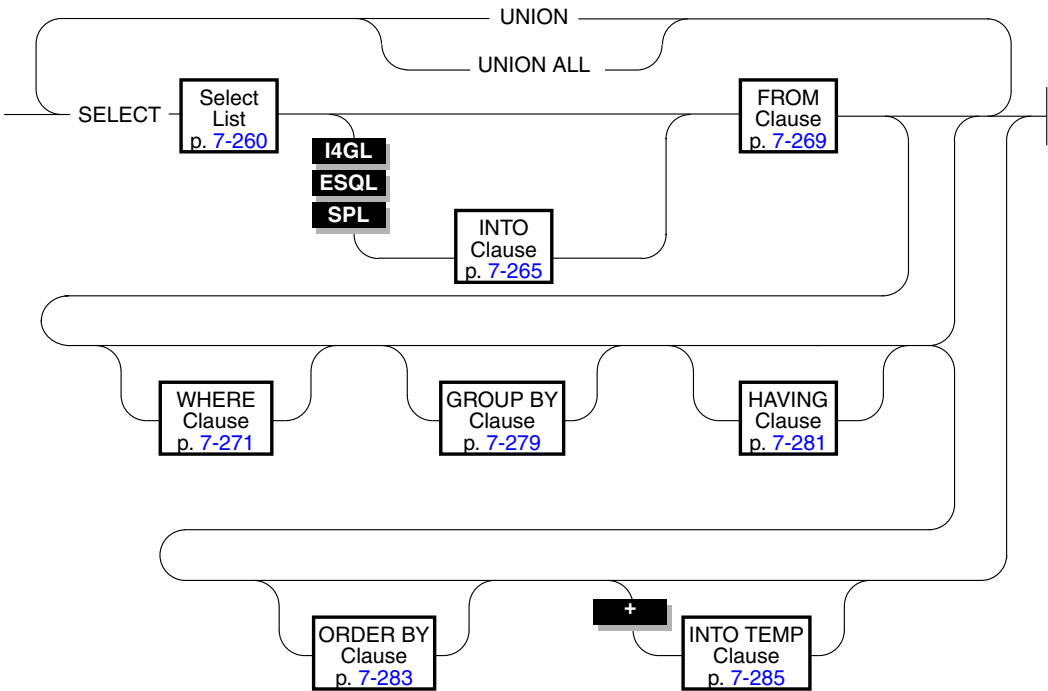 UNION
UNION ALL
SELECT
Select
List
p. 7-260
FROM
Clause
p. 7-269
I4GL
ESQL
SPL
INTO
Clause
p. 7-265
WHERE
Clause
p. 7-271
GROUP BY
Clause
p. 7-279
HAVING
Clause
p. 7-281
+
ORDER BY
Clause
p. 7-283
INTO TEMP
Clause
p. 7-285